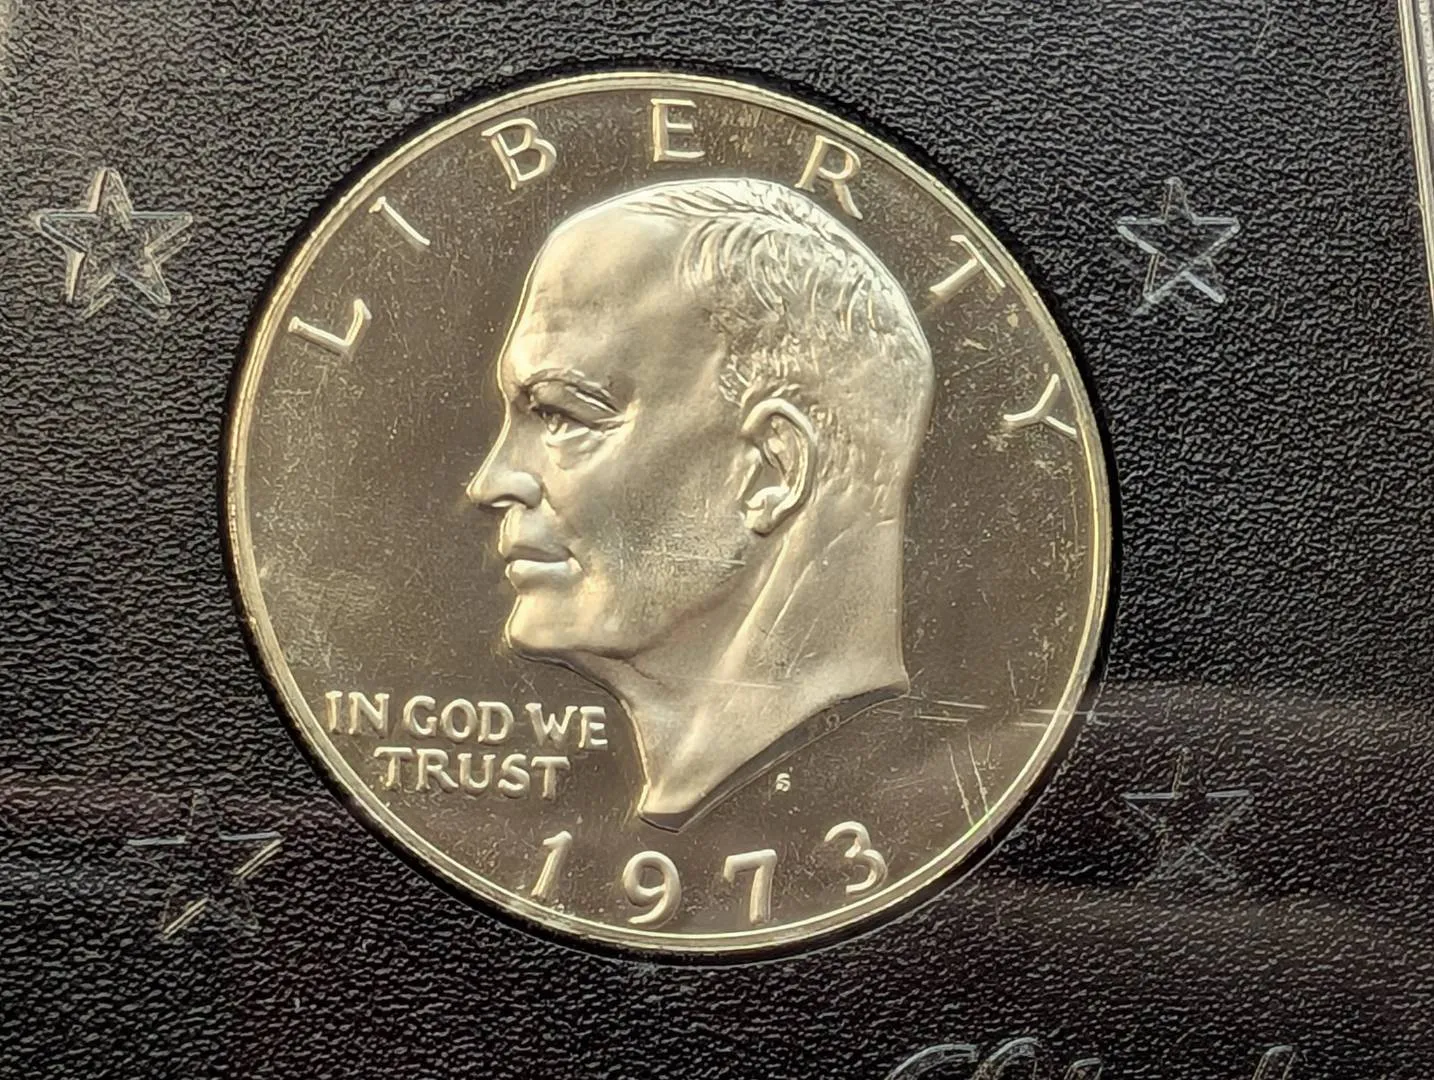 LIBERTY
IN GOD WE
TRUST
S
1973